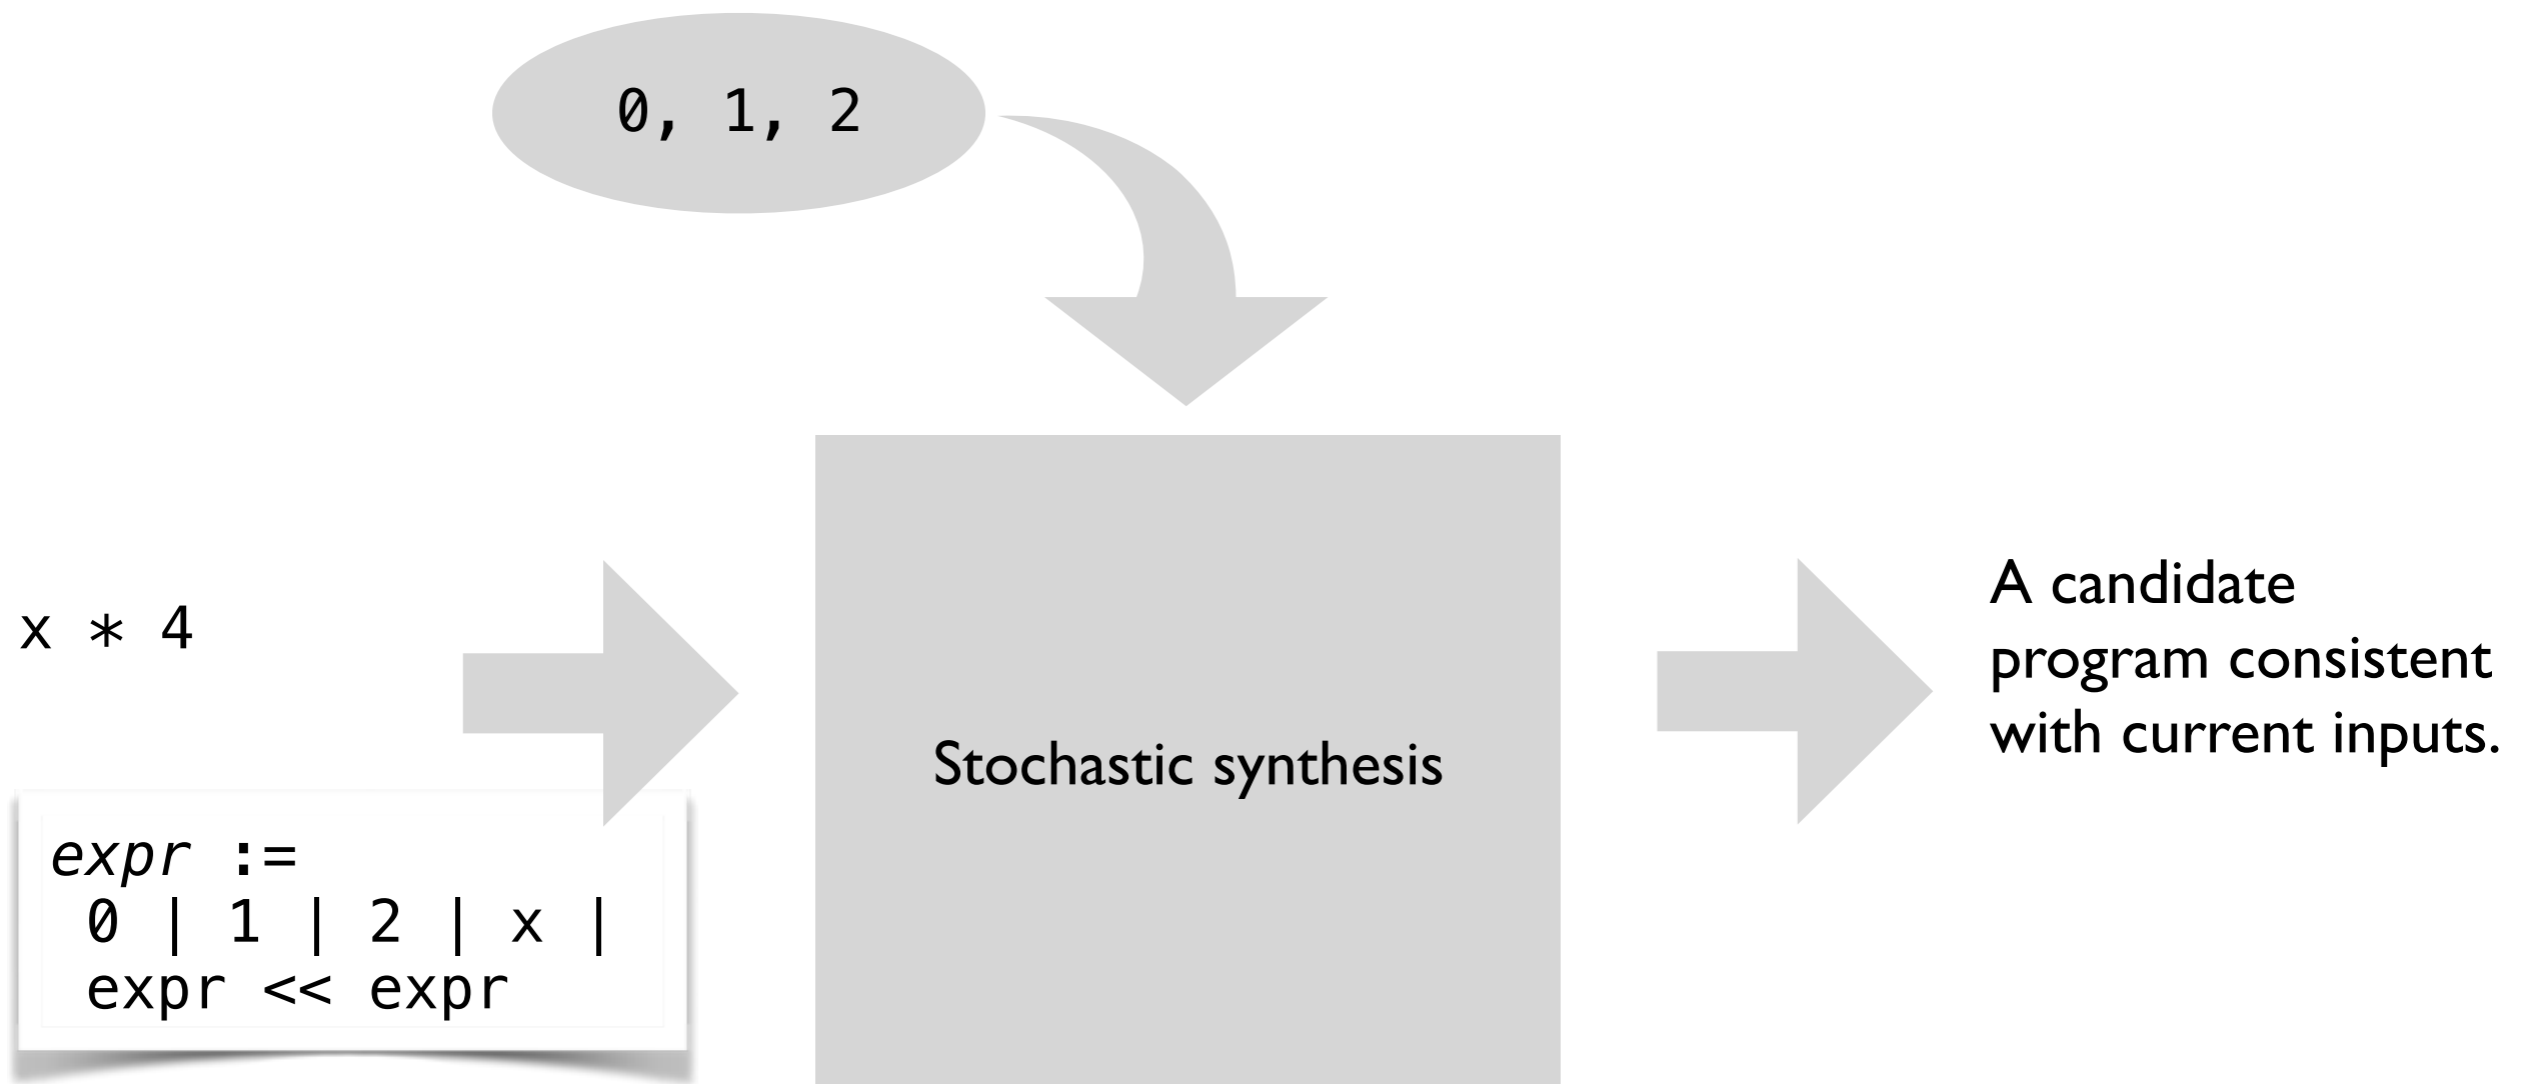 0, 1, 2
x * 4
expr :=
0 | 1 | 2 | x |
expr << expr
Stochastic synthesis
A candidate
program consistent
with current inputs.